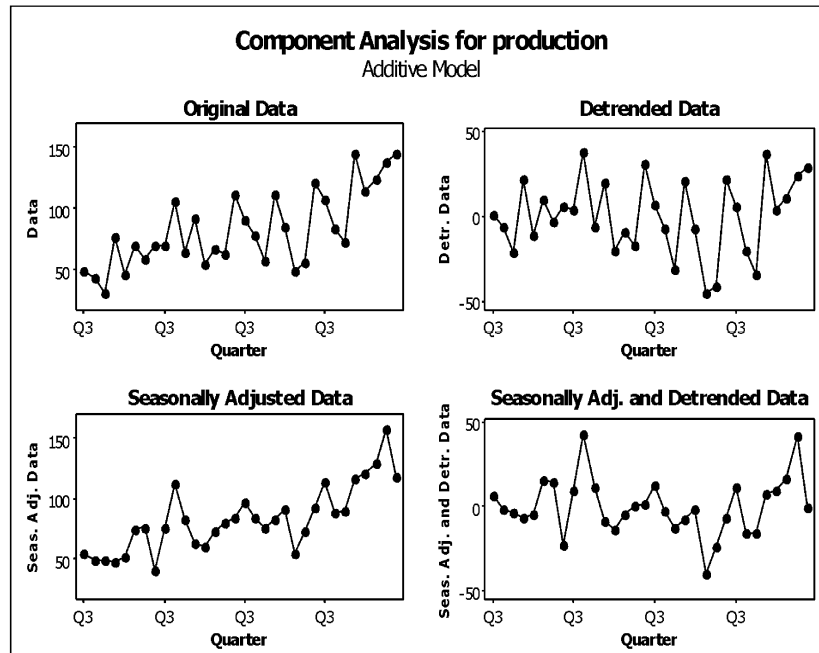 Component Analysis for production
Additive Model
Original Data
Data
150
100
50
Q3 Q3 Q3 Q3
Quarter
Detrended Data
Detr. Data
50
0
-50
Q3 Q3 Q3 Q3
Quarter
Seasonally Adjusted Data
Seas. Adj. Data
150
100
50
Q3 Q3 Q3 Q3
Quarter
Seasonally Adj. and Detrended Data
Seas. Adj. and Detr. Data
50
0
-50
Q3 Q3 Q3 Q3
Quarter